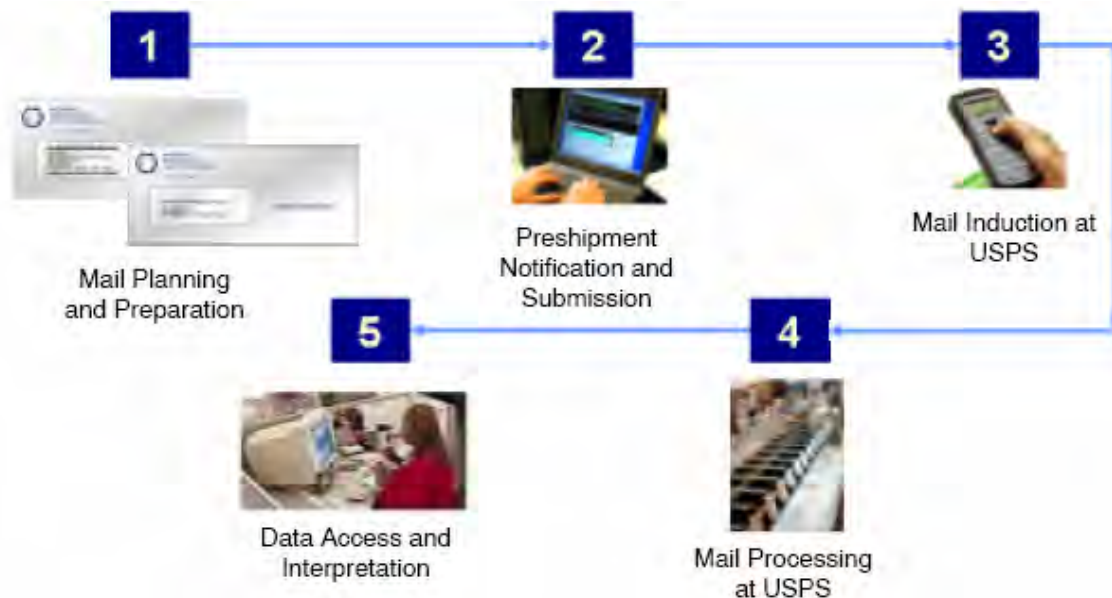 1
2
3
Mail Planning
and Preparation
Preshipment
Notification and
Submission
Mail Induction at
USPS
5
4
Data Access and
Interpretation
Mail Processing
at USPS